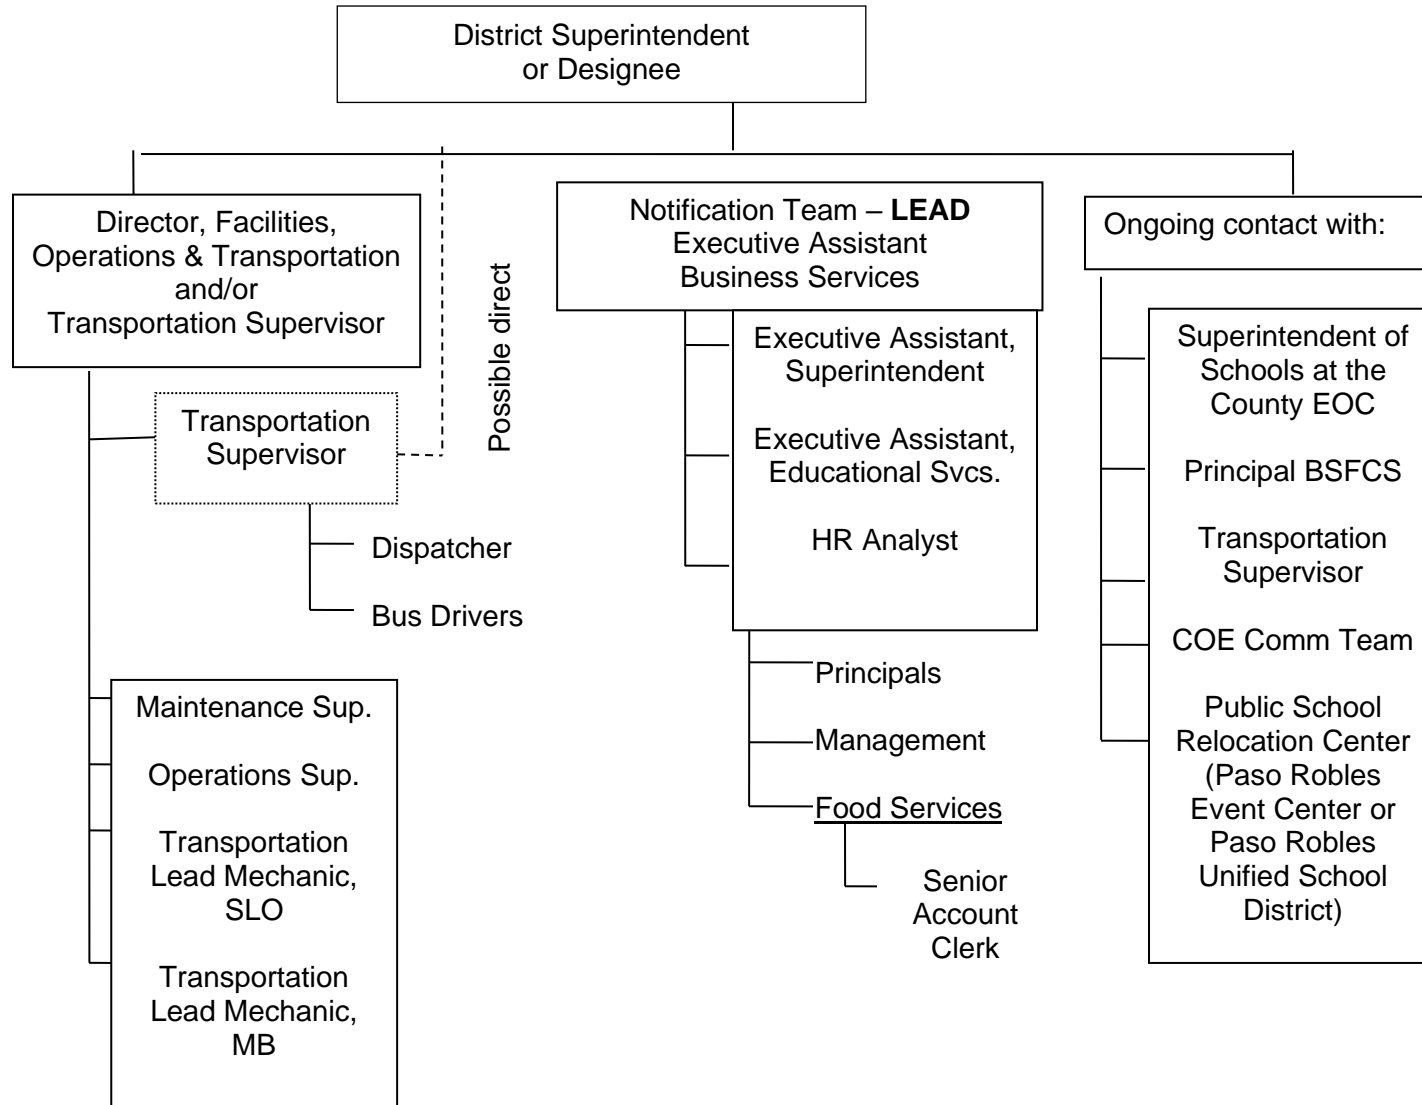 District Superintendent
or Designee
Director, Facilities,
Operations & Transportation
and/or
Transportation Supervisor
Transportation
Supervisor
Dispatcher
Bus Drivers
Maintenance Sup.
Operations Sup.
Transportation
Lead Mechanic,
SLO
Transportation
Lead Mechanic,
MB
Possible direct
Notification Team – LEAD
Executive Assistant
Business Services
Executive Assistant,
Superintendent
Executive Assistant,
Educational Svcs.
HR Analyst
Principals
Management
Food Services
Senior
Account
Clerk
Ongoing contact with:
Superintendent of
Schools at the
County EOC
Principal BSFCS
Transportation
Supervisor
COE Comm Team
Public School
Relocation Center
(Paso Robles
Event Center or
Paso Robles
Unified School
District)